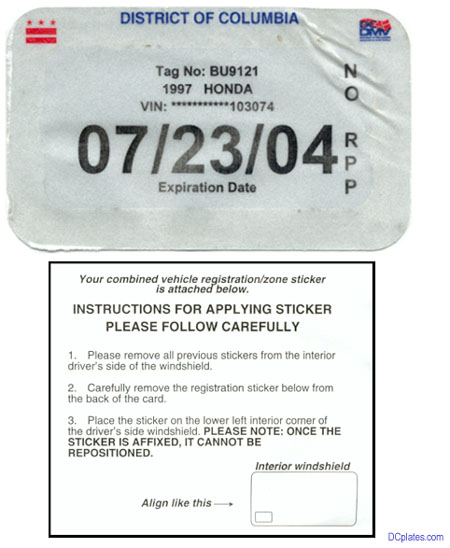 DISTRICT OF COLUMBIA
DMV
Tag No: BU9121
1997 HONDA
VIN: ***********103074
07/23/04
Expiration Date
NO RPP
Your combined vehicle registration/zone sticker
is attached below.
INSTRUCTIONS FOR APPLYING STICKER
PLEASE FOLLOW CAREFULLY
1. Please remove all previous stickers from the interior
driver's side of the windshield.
2. Carefully remove the registration sticker below from
the back of the card.
3. Place the sticker on the lower left interior corner of
the driver's side windshield. PLEASE NOTE: ONCE THE
STICKER IS AFFIXED, IT CANNOT BE
REPOSITIONED.
Interior windshield
Align like this
DCplates.com